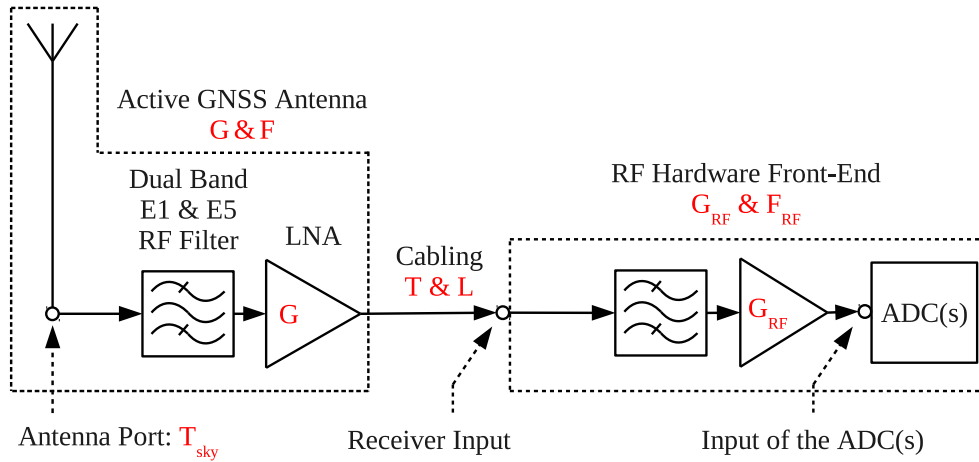 Active GNSS Antenna
G & F
Dual Band
E1 & E5
RF Filter
LNA
G
Cabling
T & L
RF Hardware Front-End
G_RF & F_RF
G_RF
ADC(s)
Antenna Port: T_sky
Receiver Input
Input of the ADC(s)